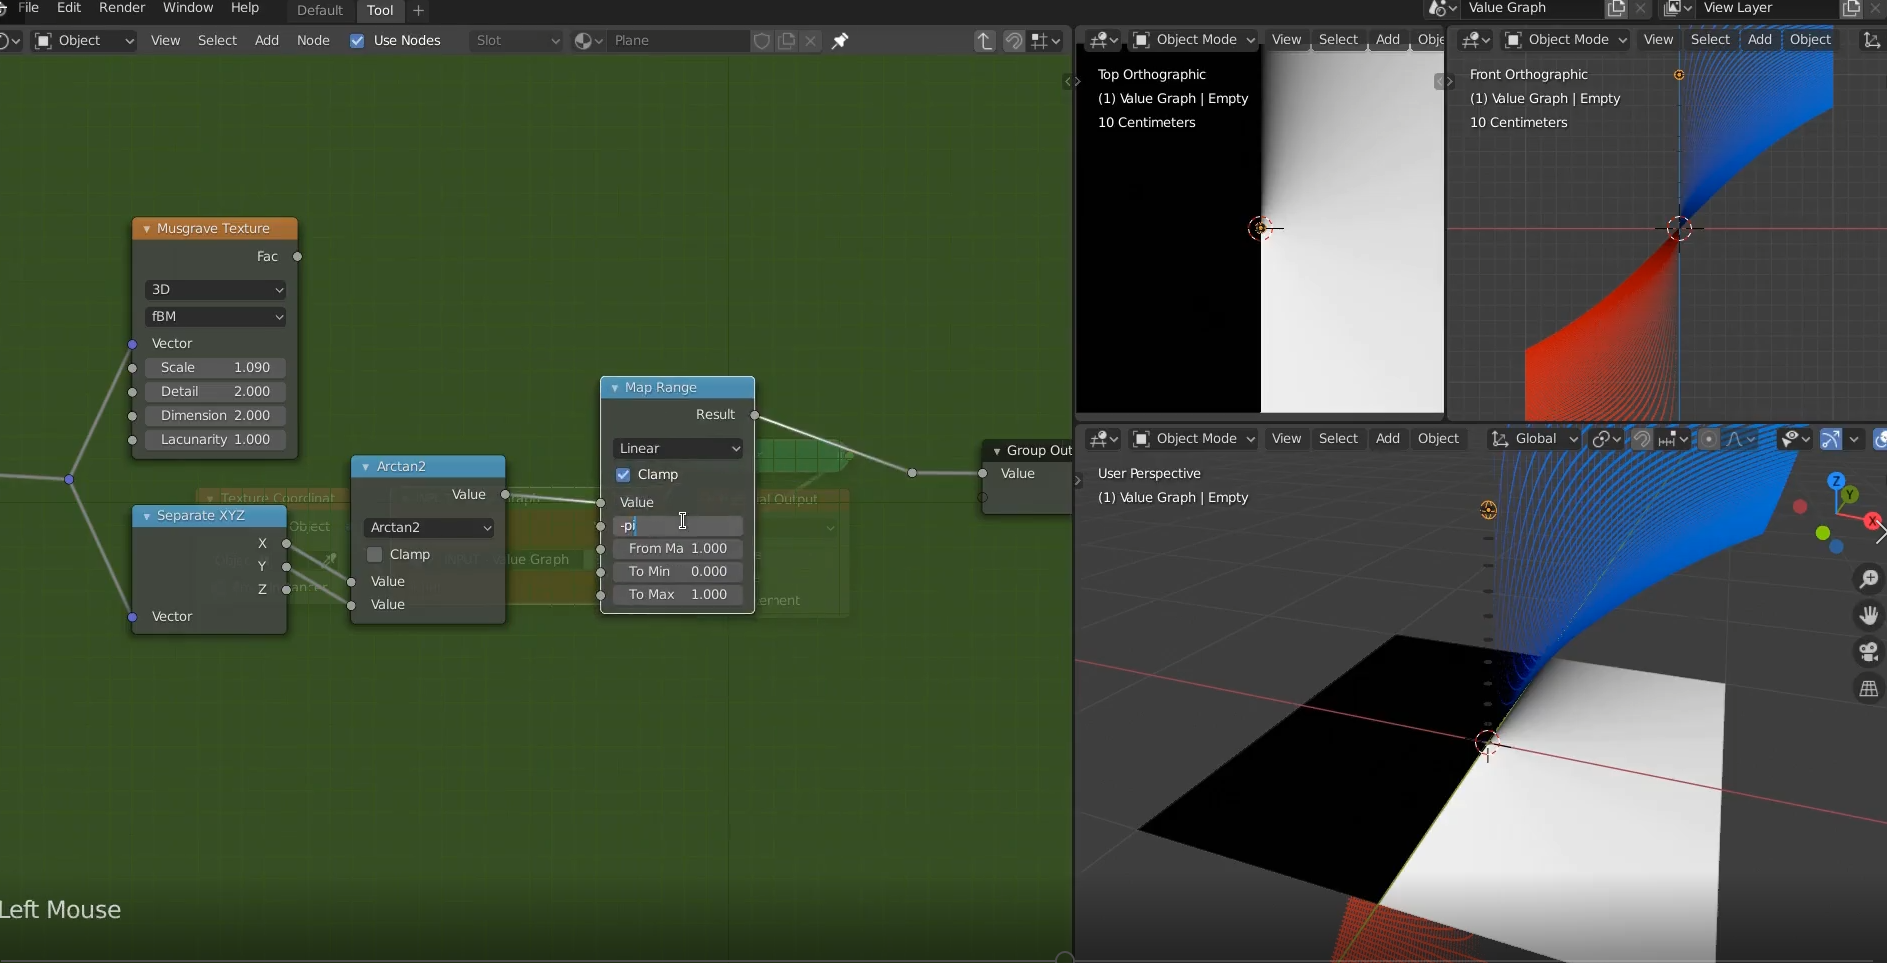 File Edit Render Window Help Default Tool +
Value Graph View Layer
Object View Select Add Node Use Nodes Slot Plane
Object Mode View Select Add Obje
Object Mode View Select Add Object
Top Orthographic
(1) Value Graph | Empty
10 Centimeters
Front Orthographic
(1) Value Graph | Empty
10 Centimeters
Musgrave Texture
Fac
3D
fBM
Vector
Scale 1.090
Detail 2.000
Dimension 2.000
Lacunarity 1.000
Separate XYZ
X
Y
Z
Vector
Texture Coordinat
Object
Arctan2
Value
Arctan2
Clamp
Value
Value
INPUT Value Graph
Map Range
Result
Linear
Clamp
Value
-pi
From Ma 1.000
To Min 0.000
To Max 1.000
al Output
ement
Group Out
Value
Object Mode View Select Add Object Global
User Perspective
(1) Value Graph | Empty
Z
Y
X
Left Mouse